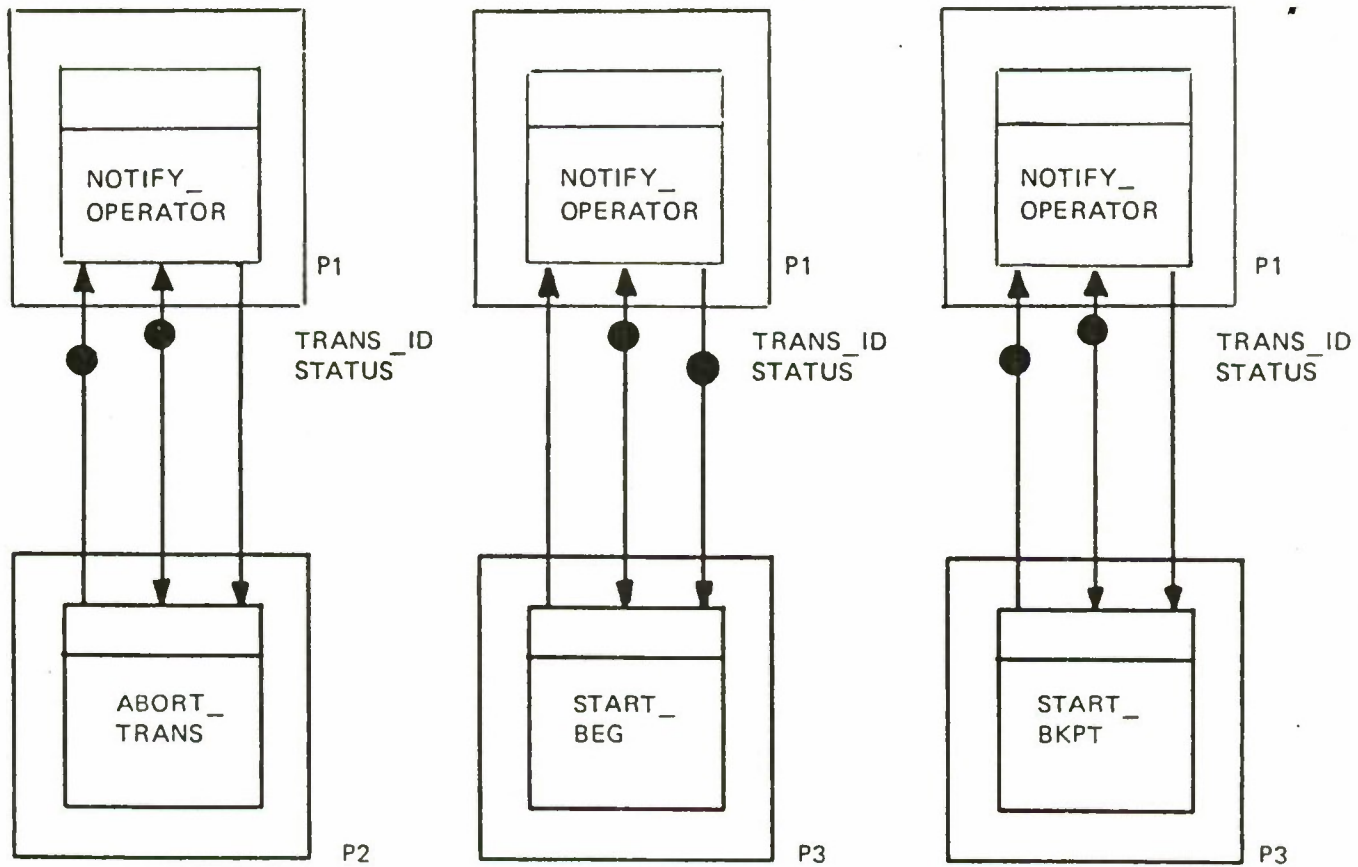 NOTIFY_
OPERATOR
P1
TRANS_ID
STATUS
ABORT_
TRANS
P2
NOTIFY_
OPERATOR
P1
TRANS_ID
STATUS
START_
BEG
P3
NOTIFY_
OPERATOR
P1
TRANS_ID
STATUS
START_
BKPT
P3